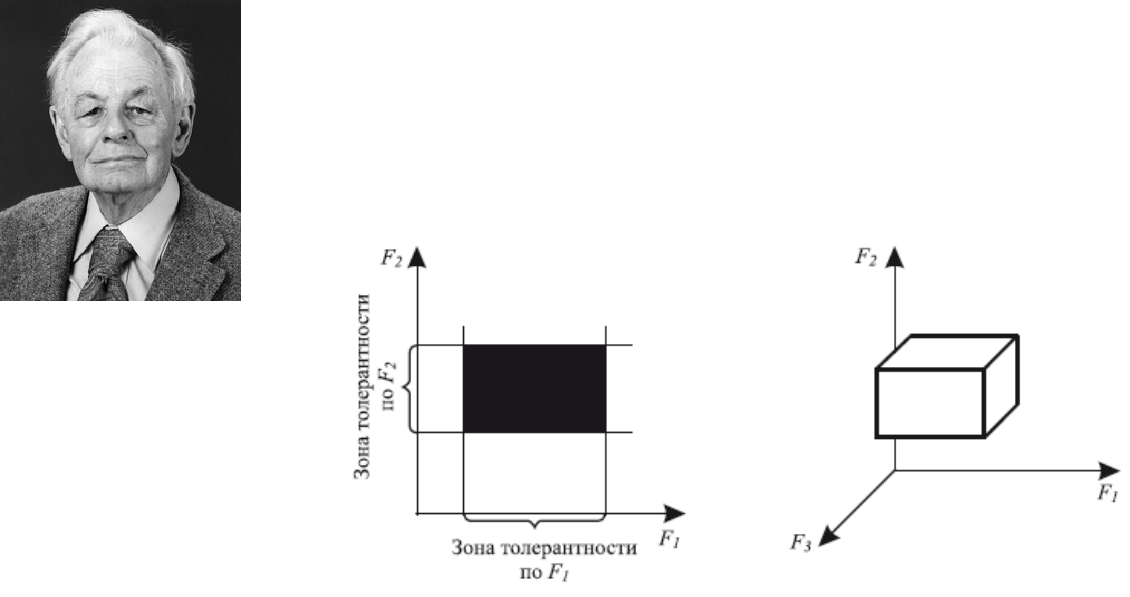 F₂
Зона толерантности
по F₂
F₁
Зона толерантности
по F₁
F₂
F₁
F₃